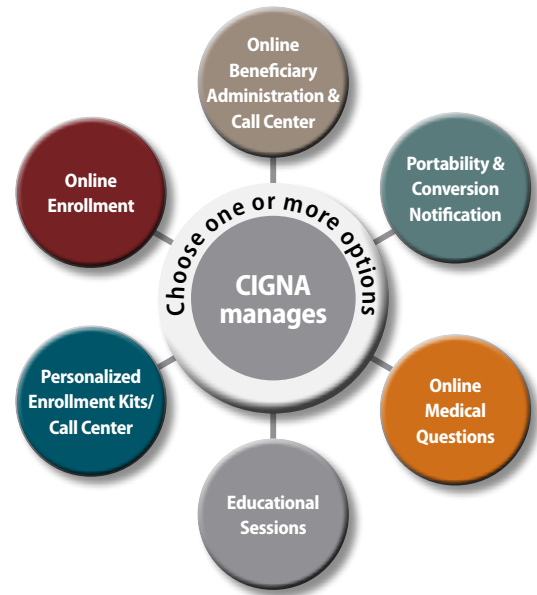 Online
Beneficiary
Administration &
Call Center
Portability &
Conversion
Notification
Online
Medical
Questions
Educational
Sessions
Personalized
Enrollment Kits/
Call Center
Online
Enrollment
Choose one or more options
CIGNA
manages